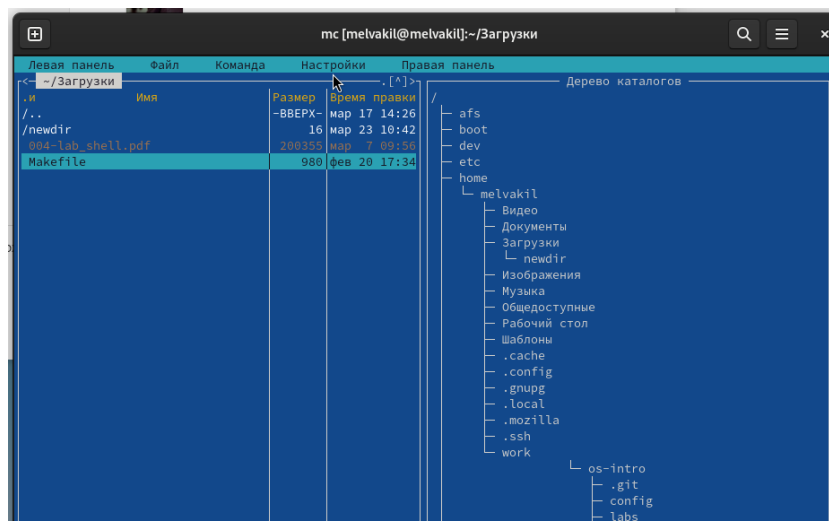 mc [melvakil@melvakil]:~/Загрузки
Левая панель Файл Команда Настройки Правая панель
<─ ~/Загрузки ─.[^]>
.и Имя Размер Время правки
/.. -ВВЕРХ- мар 17 14:26
/newdir 16 мар 23 10:42
004-lab_shell.pdf 200355 мар 7 09:56
Makefile 980 фев 20 17:34
Дерево каталогов
/
afs
boot
dev
etc
home
melvakil
Видео
Документы
Загрузки
newdir
Изображения
Музыка
Общедоступные
Рабочий стол
Шаблоны
.cache
.config
.gnupg
.local
.mozilla
.ssh
work
os-intro
.git
config
labs